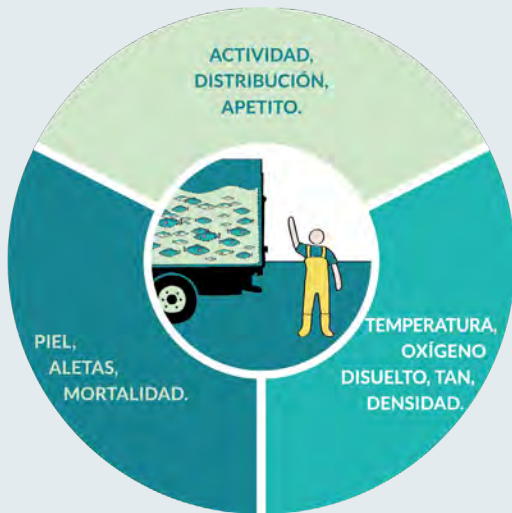 ACTIVIDAD,
DISTRIBUCIÓN,
APETITO.
PIEL,
ALETAS,
MORTALIDAD.
TEMPERATURA,
OXÍGENO
DISUELTO, TAN,
DENSIDAD.